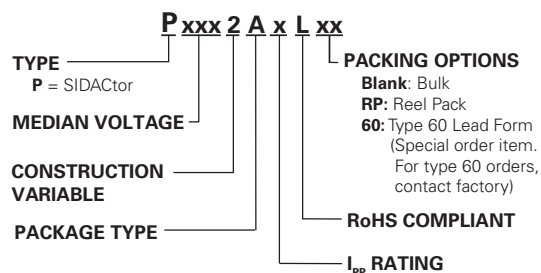 P xxx 2 A x L xx
TYPE
P = SIDACtor
MEDIAN VOLTAGE
CONSTRUCTION
VARIABLE
PACKAGE TYPE
PACKING OPTIONS
Blank: Bulk
RP: Reel Pack
60: Type 60 Lead Form
(Special order item.
For type 60 orders,
contact factory)
RoHS COMPLIANT
IPP RATING